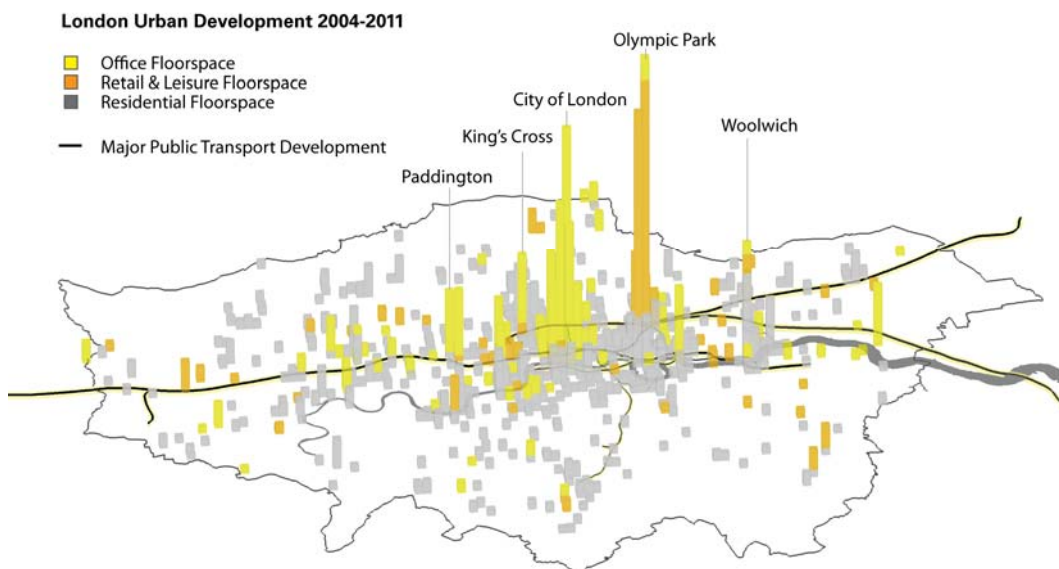 London Urban Development 2004-2011
Office Floorspace
Retail & Leisure Floorspace
Residential Floorspace
Major Public Transport Development
Olympic Park
City of London
King's Cross
Woolwich
Paddington